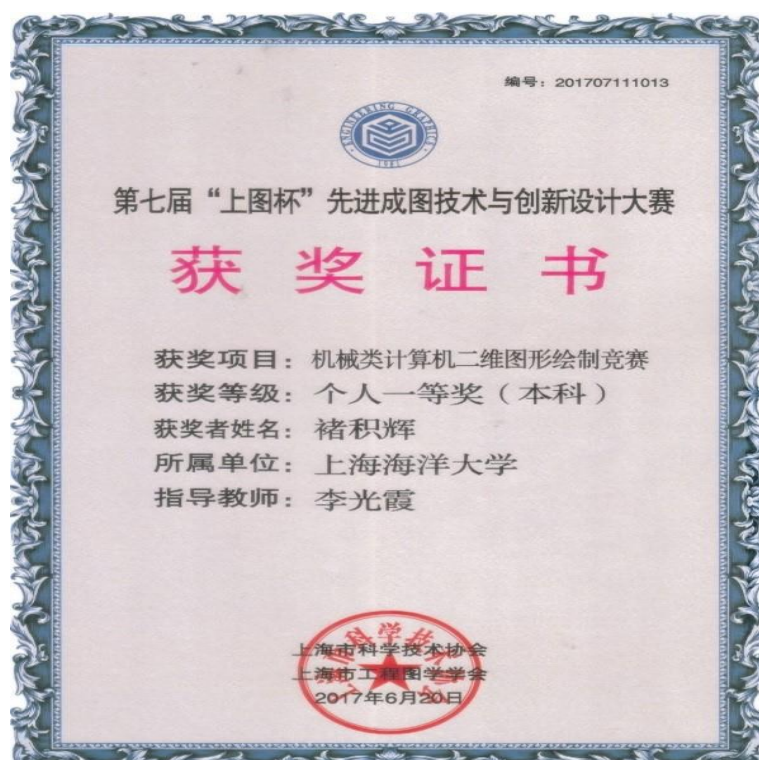 编号：201707111013
ENGINEERING GRAPHICS
1981
第七届“上图杯”先进成图技术与创新设计大赛
获奖证书
获奖项目：机械类计算机二维图形绘制竞赛
获奖等级：个人一等奖（本科）
获奖者姓名：褚积辉
所属单位：上海海洋大学
指导教师：李光霞
上海市科学技术协会
上海市工程图学学会
2017年6月20日